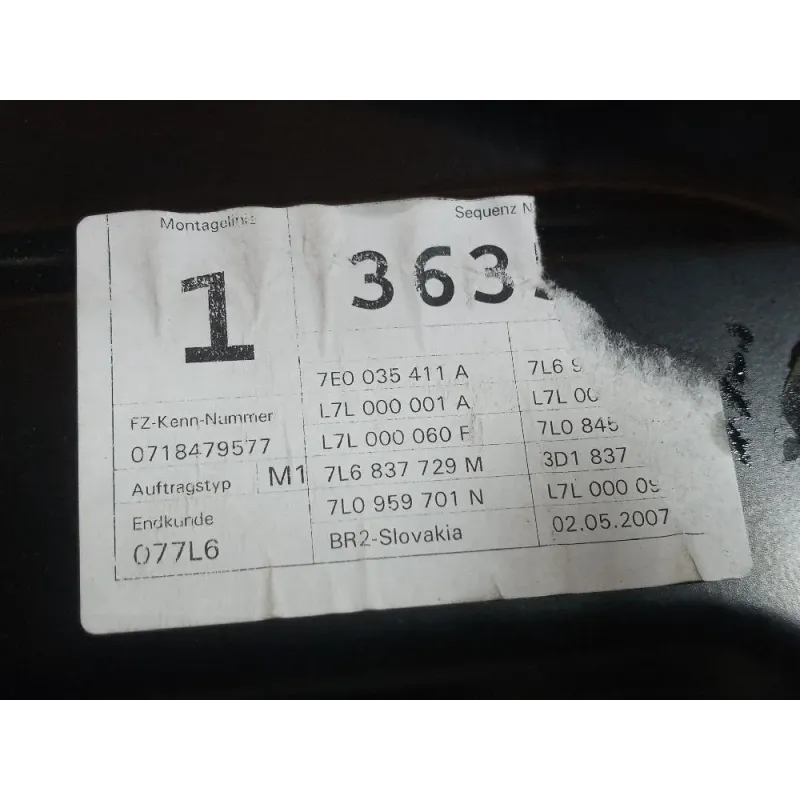 Montagelinie Sequenz N
1 363
7E0 035 411 A 7L6 9
L7L 000 001 A L7L 00
FZ-Kenn-Nummer L7L 000 060 F 7L0 845
0718479577
Auftragstyp M1 7L6 837 729 M 3D1 837
7L0 959 701 N L7L 000 09
Endkunde
077L6 BR2-Slovakia 02.05.2007